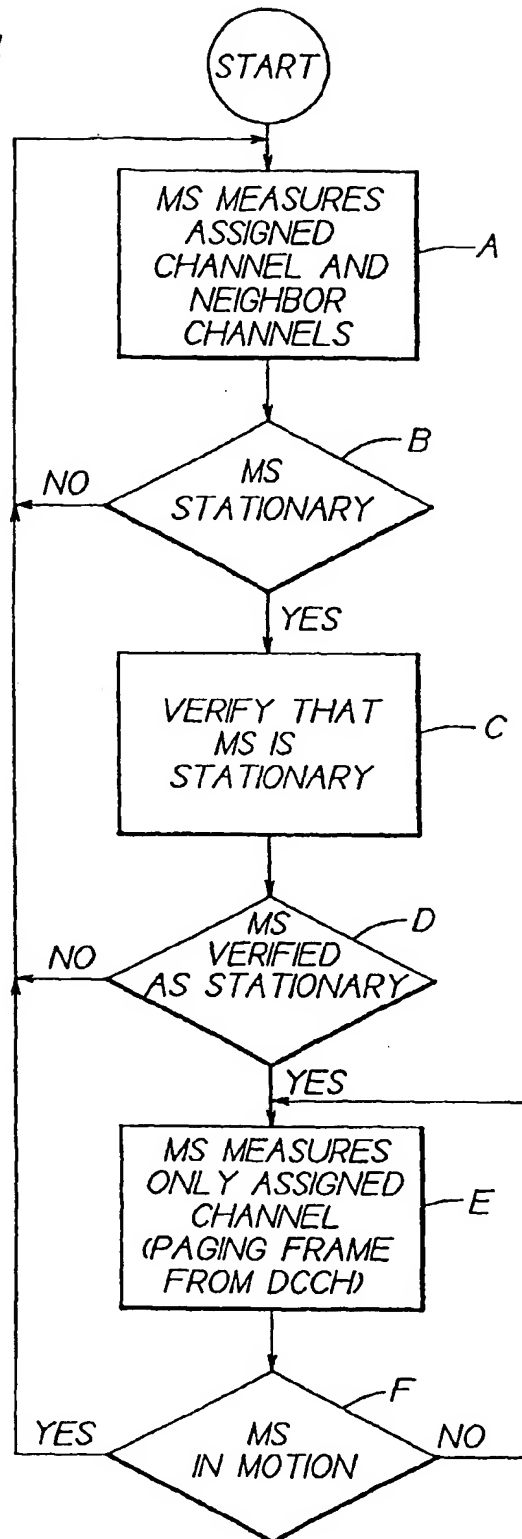 START
MS MEASURES
ASSIGNED
CHANNEL AND
NEIGHBOR
CHANNELS
A
B
MS
STATIONARY
NO
YES
VERIFY THAT
MS IS
STATIONARY
C
MS
VERIFIED
AS STATIONARY
D
NO
YES
MS MEASURES
ONLY ASSIGNED
CHANNEL
(PAGING FRAME
FROM DCCH)
E
F
YES
MS
IN MOTION
NO